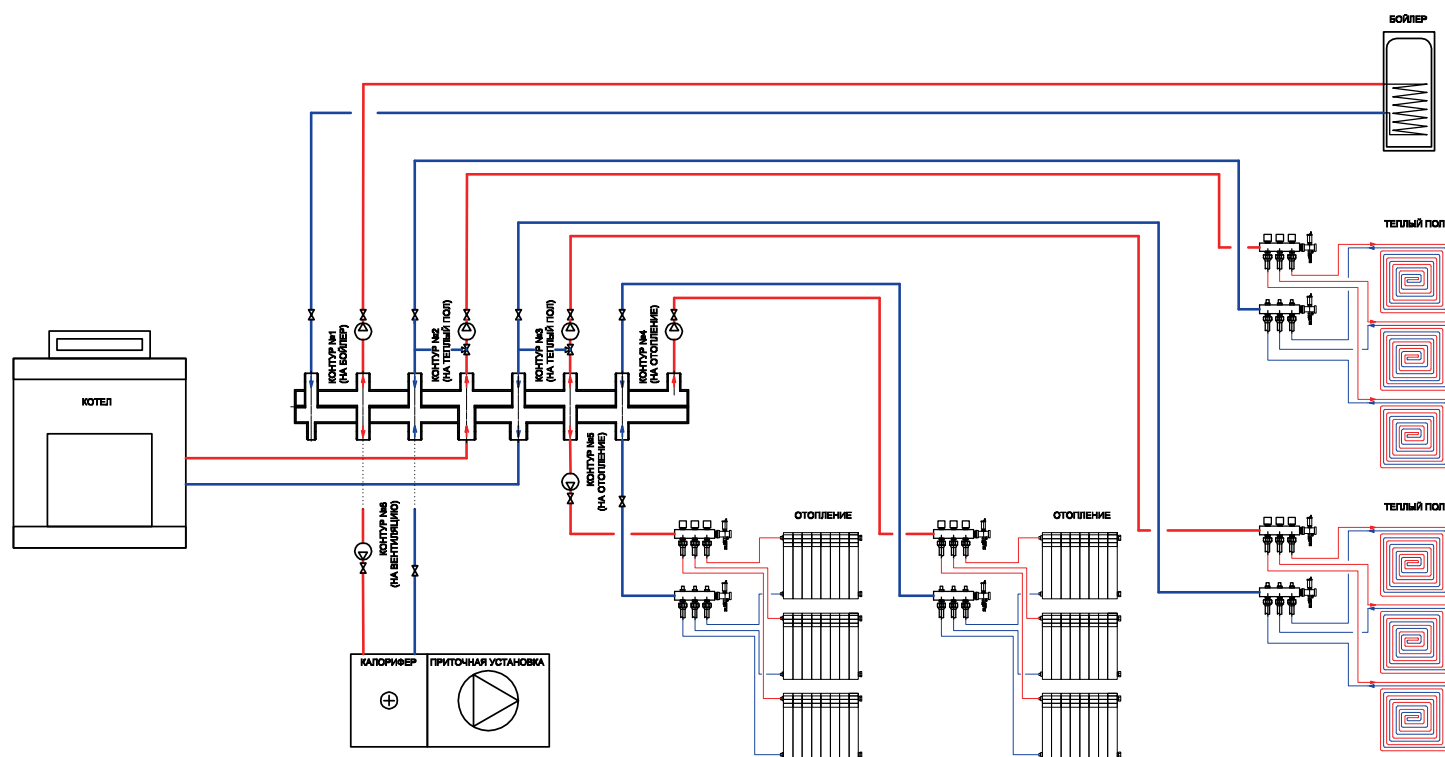 БОЙЛЕР
ТЕПЛЫЙ ПОЛ
КОНТУР №1
(НА БОЙЛЕР)
КОНТУР №2
(НА ТЕПЛЫЙ ПОЛ)
КОНТУР №3
(НА ТЕПЛЫЙ ПОЛ)
КОНТУР №4
(НА ОТОПЛЕНИЕ)
КОТЕЛ
КОНТУР №5
(НА ОТОПЛЕНИЕ)
КОНТУР №6
(НА ВЕНТИЛЯЦИЮ)
ОТОПЛЕНИЕ
ОТОПЛЕНИЕ
ТЕПЛЫЙ ПОЛ
КАЛОРИФЕР
ПРИТОЧНАЯ УСТАНОВКА